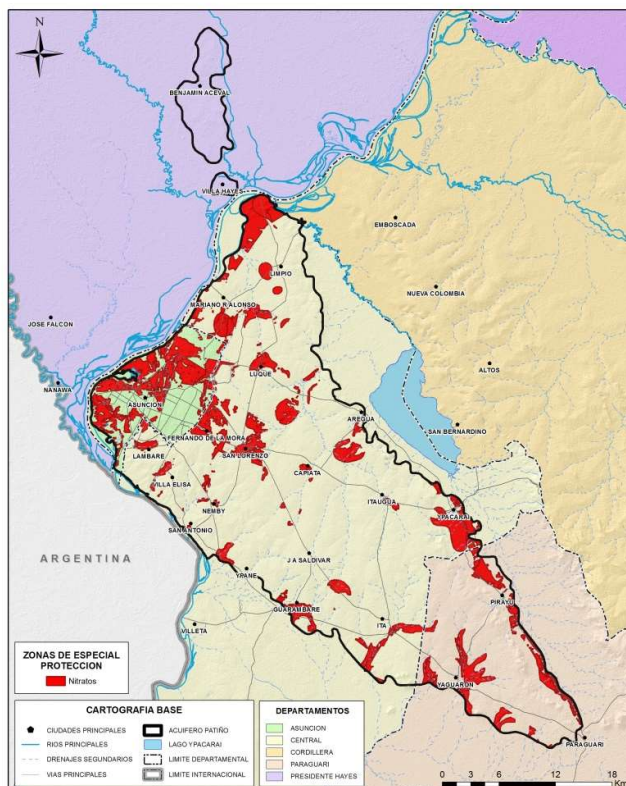 N
BENJAMIN ACEVAL
VILLA HAYES
EMBOSCADA
LIMPIO
NUEVA COLOMBIA
MARIANO R ALONSO
JOSE FALCON
ALTOS
LUQUE
NANAWA
ASUNCION
AREGUA
SAN BERNARDINO
FERNANDO DE LA MORA
LAMBARE
SAN LORENZO
CAPIATA
VILLA ELISA
ITAUGUA
ÑEMBY
YPACARAI
SAN ANTONIO
ARGENTINA
J A SALDIVAR
YPANE
PIRAYU
GUARAMBARE
VILLETA
ITA
YAGUARON
PARAGUARI
ZONAS DE ESPECIAL
PROTECCION
Nitratos
CARTOGRAFIA BASE
CIUDADES PRINCIPALES
RIOS PRINCIPALES
DRENAJES SEGUNDARIOS
VIAS PRINCIPALES
ACUIFERO PATIÑO
LAGO YPACARAI
LIMITE DEPARTAMENTAL
LIMITE INTERNACIONAL
DEPARTAMENTOS
ASUNCION
CENTRAL
CORDILLERA
PARAGUARI
PRESIDENTE HAYES
0 3 6 12 18
Km